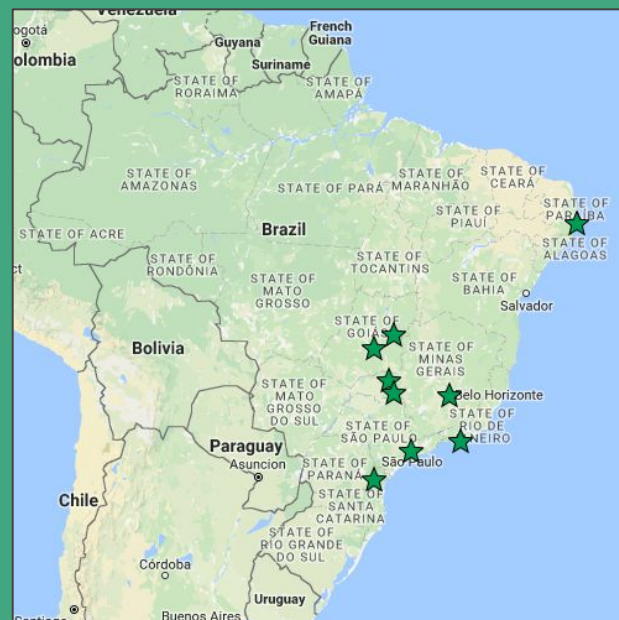 Venezuela
ogotá
olombia
Guyana
Suriname
French
Guiana
STATE OF
RORAIMA
STATE OF
AMAPÁ
STATE OF
AMAZONAS
STATE OF PARÁ
STATE OF
MARANHÃO
STATE OF
CEARÁ
STATE OF
PARAÍBA
STATE OF
PIAUÍ
STATE OF
ALAGOAS
STATE OF ACRE
Brazil
STATE OF
RONDÔNIA
STATE OF
TOCANTINS
ct
STATE OF
MATO
GROSSO
STATE OF
BAHIA
Salvador
STATE OF
GOIÁS
Bolivia
STATE OF
MINAS
GERAIS
STATE OF
MATO
GROSSO
DO SUL
Belo Horizonte
STATE OF
RIO DE
NEIRO
STATE OF
SÃO PAULO
São Paulo
Paraguay
Asuncion
STATE OF
PARANÁ
STATE OF
SANTA
CATARINA
Chile
STATE OF
RIO GRANDE
DO SUL
Córdoba
Uruguay
Buenos Aires
Santiago